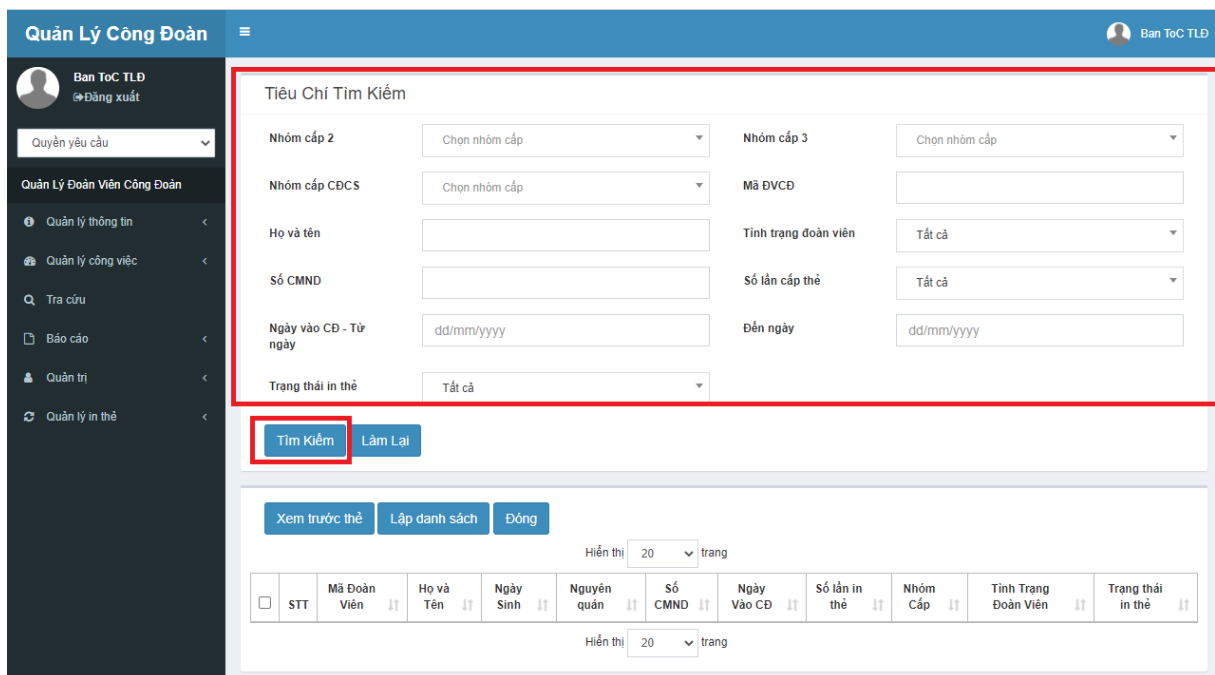 Quản Lý Công Đoàn
Ban ToC TLĐ
Ban ToC TLĐ
Đăng xuất
Quyền yêu cầu
Quản Lý Đoàn Viên Công Đoàn
Quản lý thông tin
Quản lý công việc
Tra cứu
Báo cáo
Quản trị
Quản lý in thẻ
Tiêu Chí Tìm Kiếm
Nhóm cấp 2 Chọn nhóm cấp Nhóm cấp 3 Chọn nhóm cấp
Nhóm cấp CĐCS Chọn nhóm cấp Mã ĐVCĐ
Họ và tên Tình trạng đoàn viên Tất cả
Số CMND Số lần cấp thẻ Tất cả
Ngày vào CĐ - Từ ngày dd/mm/yyyy Đến ngày dd/mm/yyyy
Trạng thái in thẻ Tất cả
Tìm Kiếm Làm Lại
Xem trước thẻ Lập danh sách Đóng
Hiển thị 20 trang
STT Mã Đoàn Viên Họ và Tên Ngày Sinh Nguyên quán Số CMND Ngày Vào CĐ Số lần in thẻ Nhóm Cấp Tình Trạng Đoàn Viên Trạng thái in thẻ
Hiển thị 20 trang